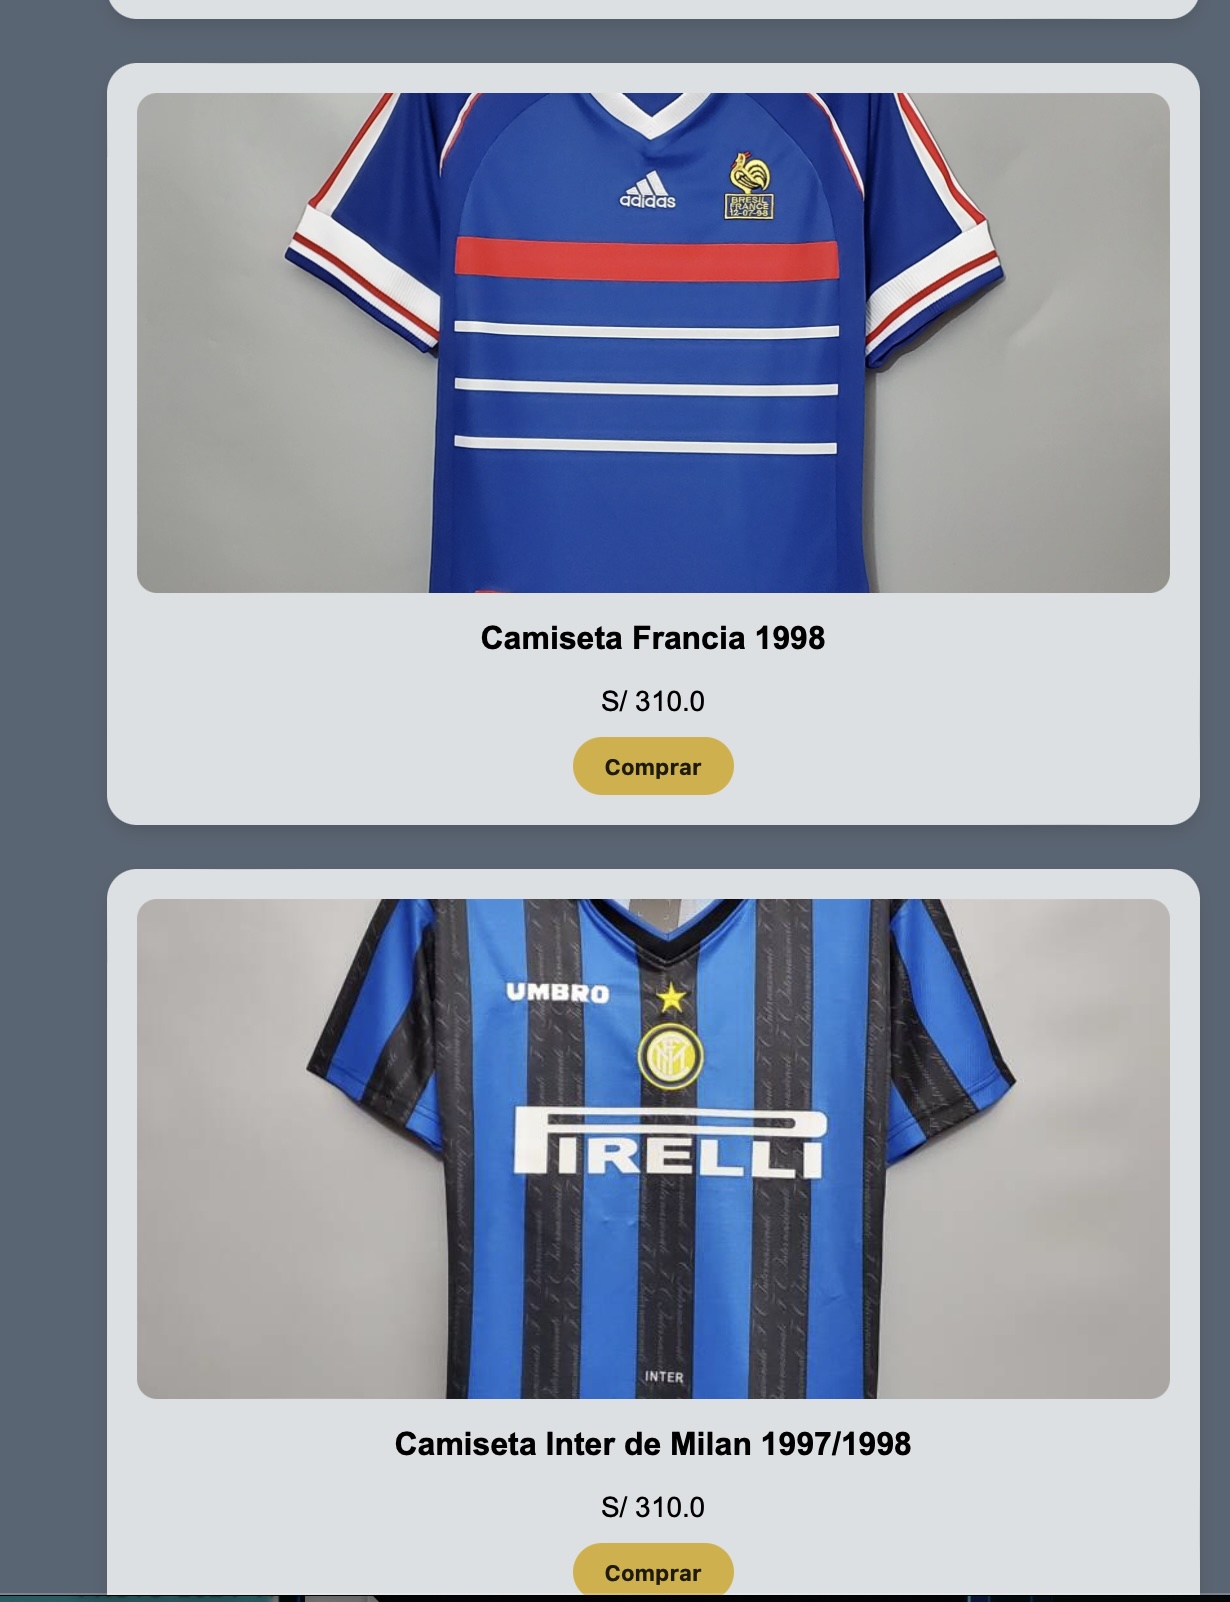 adidas
BRESIL
FRANCE
12-07-98
Camiseta Francia 1998
S/ 310.0
Comprar
UMBRO
PIRELLI
INTER
Camiseta Inter de Milan 1997/1998
S/ 310.0
Comprar